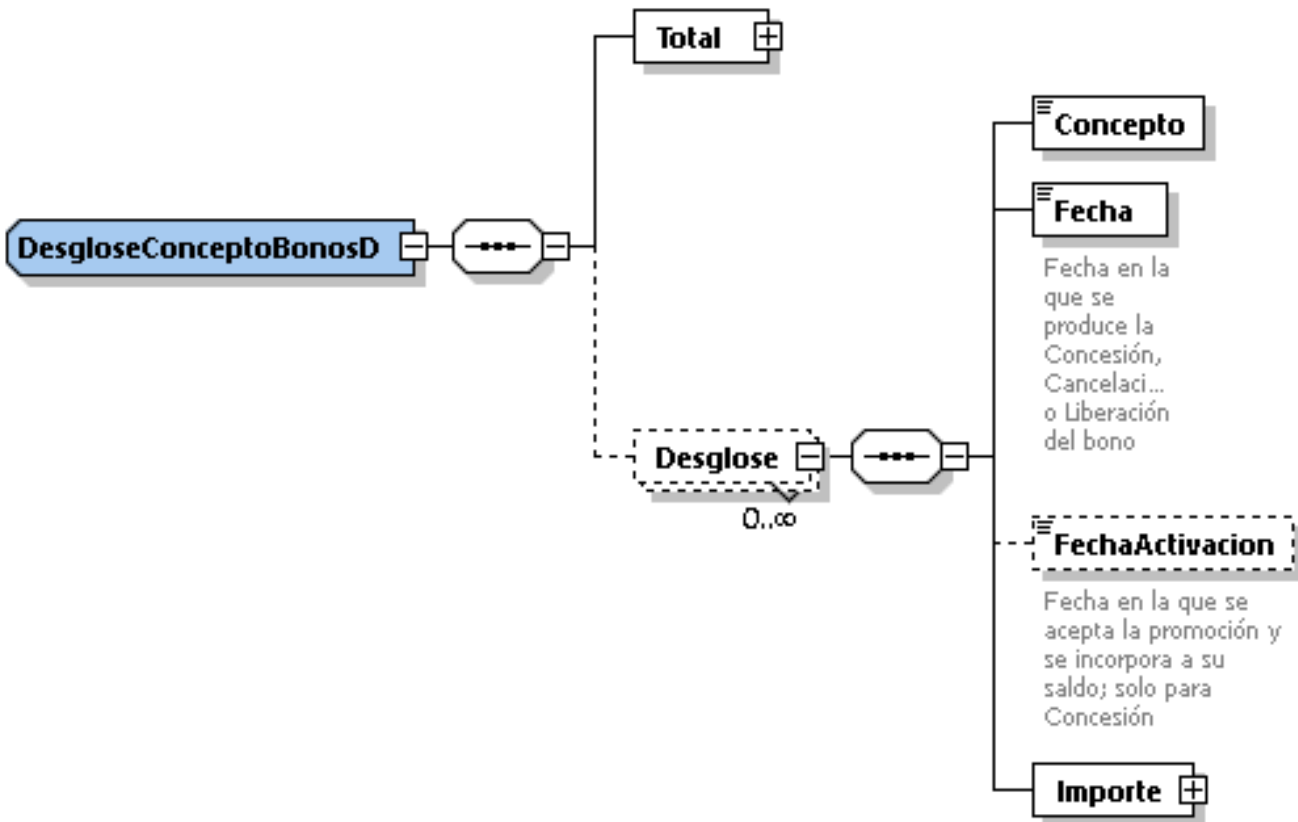 Total
Concepto
Fecha
Fecha en la
que se
produce la
Concesión,
Cancelaci...
o Liberación
del bono
DesgloseConceptoBonosD
Desglose
0..∞
FechaActivacion
Fecha en la que se
acepta la promoción y
se incorpora a su
saldo; solo para
Concesión
Importe